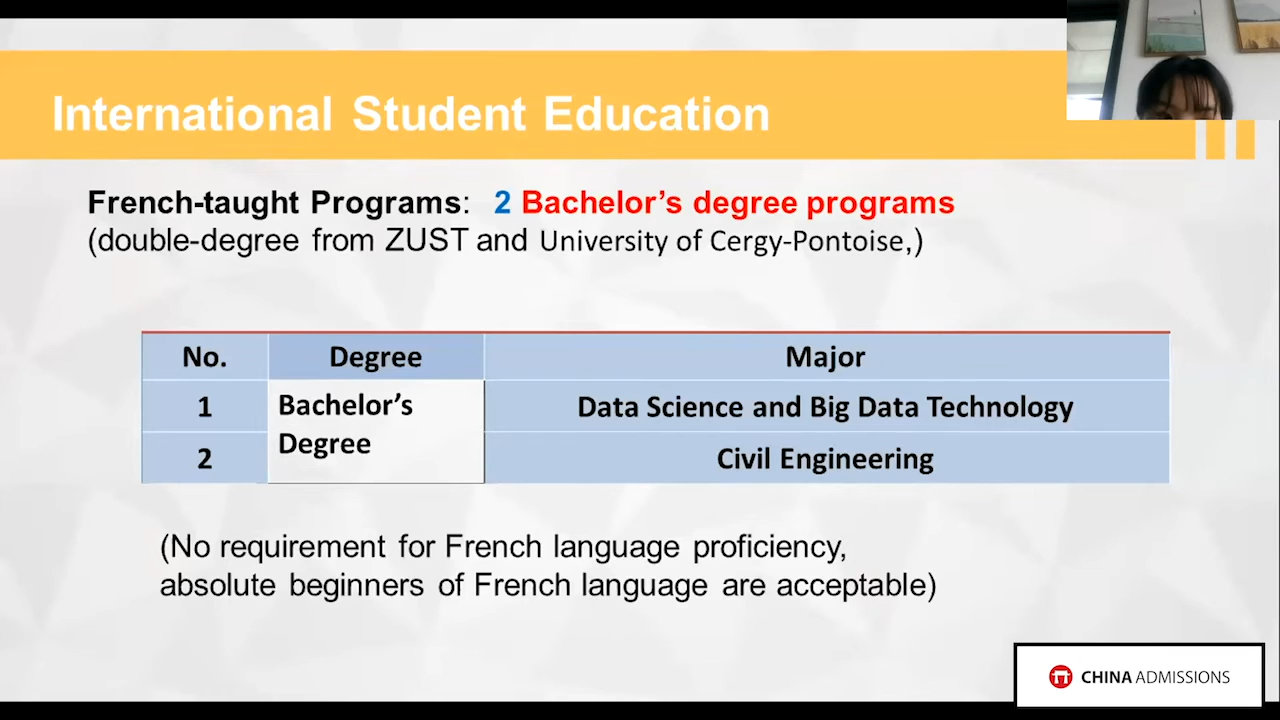 International Student Education
French-taught Programs: 2 Bachelor's degree programs
(double-degree from ZUST and University of Cergy-Pontoise,)
No. Degree Major
1 Bachelor's Degree Data Science and Big Data Technology
2 Civil Engineering
(No requirement for French language proficiency,
absolute beginners of French language are acceptable)
CHINA ADMISSIONS